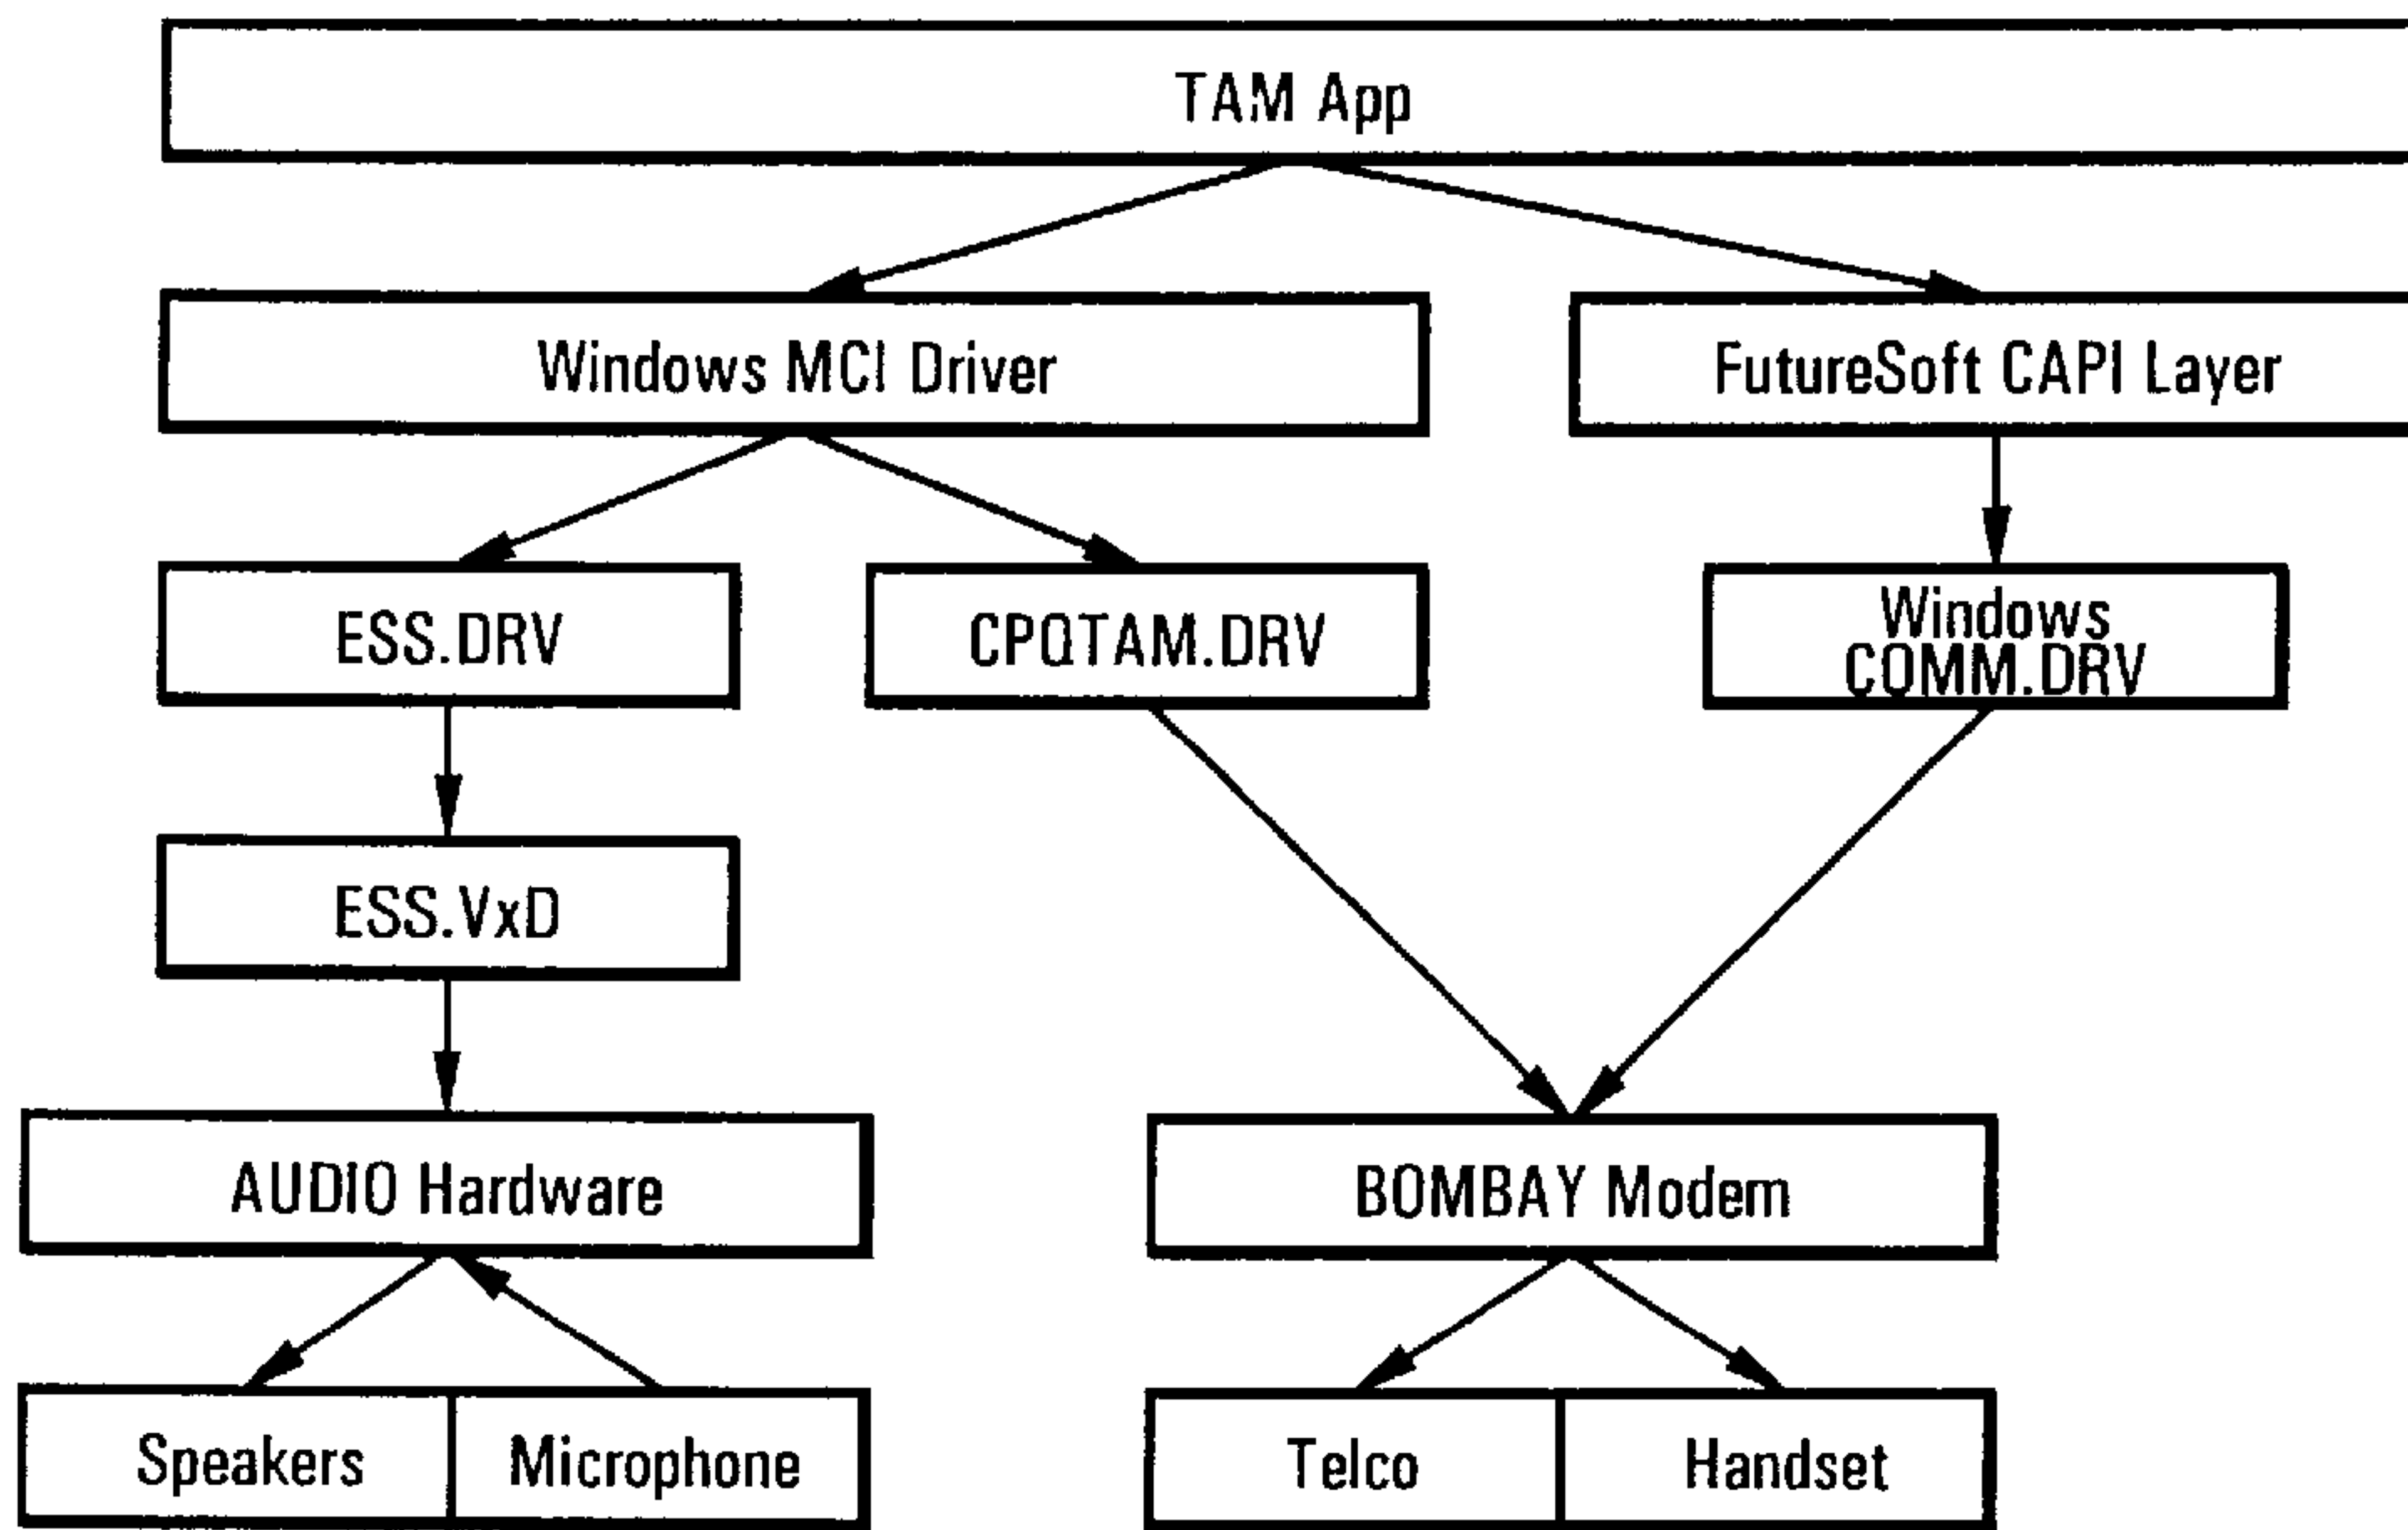 TAM App
Windows MCI Driver
FutureSoft CAPI Layer
ESS.DRV
CPQTAM.DRV
Windows
COMM.DRV
ESS.VxD
AUDIO Hardware
BOMBAY Modem
Speakers
Microphone
Telco
Handset